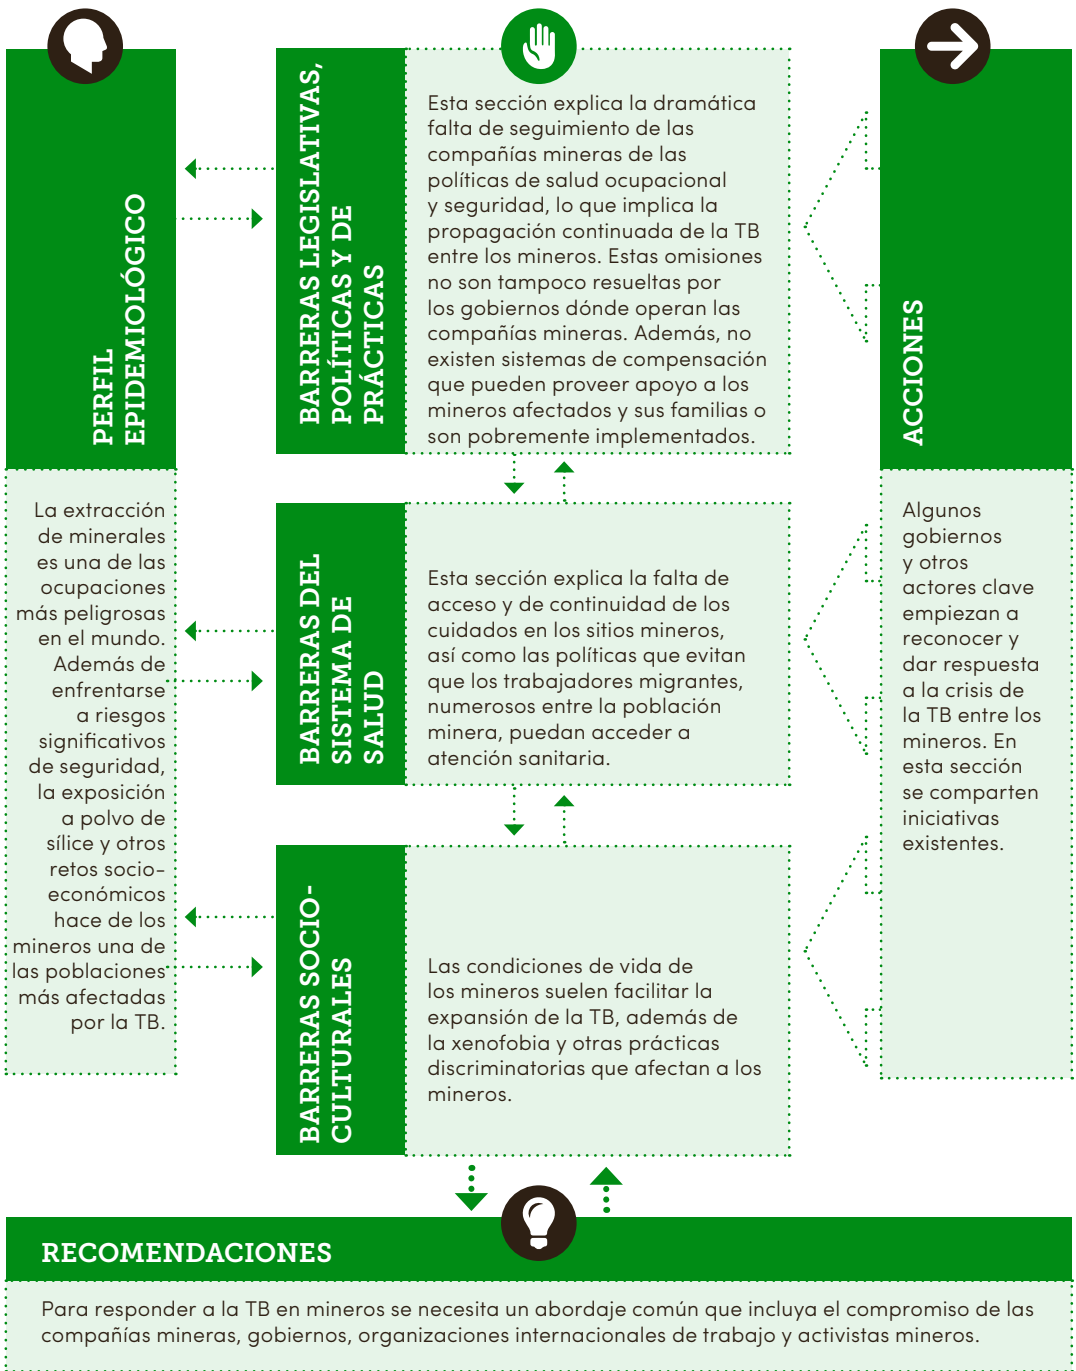 PERFIL
EPIDEMIOLÓGICO
La extracción
de minerales
es una de las
ocupaciones
más peligrosas
en el mundo.
Además de
enfrentarse
a riesgos
significativos
de seguridad,
la exposición
a polvo de
sílice y otros
retos socio-
económicos
hace de los
mineros una de
las poblaciones
más afectadas
por la TB.
BARRERAS LEGISLATIVAS,
POLÍTICAS Y DE
PRÁCTICAS
Esta sección explica la dramática
falta de seguimiento de las
compañías mineras de las
políticas de salud ocupacional
y seguridad, lo que implica la
propagación continuada de la TB
entre los mineros. Estas omisiones
no son tampoco resueltas por
los gobiernos dónde operan las
compañías mineras. Además, no
existen sistemas de compensación
que pueden proveer apoyo a los
mineros afectados y sus familias o
son pobremente implementados.
BARRERAS DEL
SISTEMA DE
SALUD
Esta sección explica la falta de
acceso y de continuidad de los
cuidados en los sitios mineros,
así como las políticas que evitan
que los trabajadores migrantes,
numerosos entre la población
minera, puedan acceder a
atención sanitaria.
BARRERAS SOCIO-
CULTURALES
Las condiciones de vida de
los mineros suelen facilitar la
expansión de la TB, además de
la xenofobia y otras prácticas
discriminatorias que afectan a los
mineros.
ACCIONES
Algunos
gobiernos
y otros
actores clave
empiezan a
reconocer y
dar respuesta
a la crisis de
la TB entre los
mineros. En
esta sección
se comparten
iniciativas
existentes.
RECOMENDACIONES
Para responder a la TB en mineros se necesita un abordaje común que incluya el compromiso de las
compañías mineras, gobiernos, organizaciones internacionales de trabajo y activistas mineros.